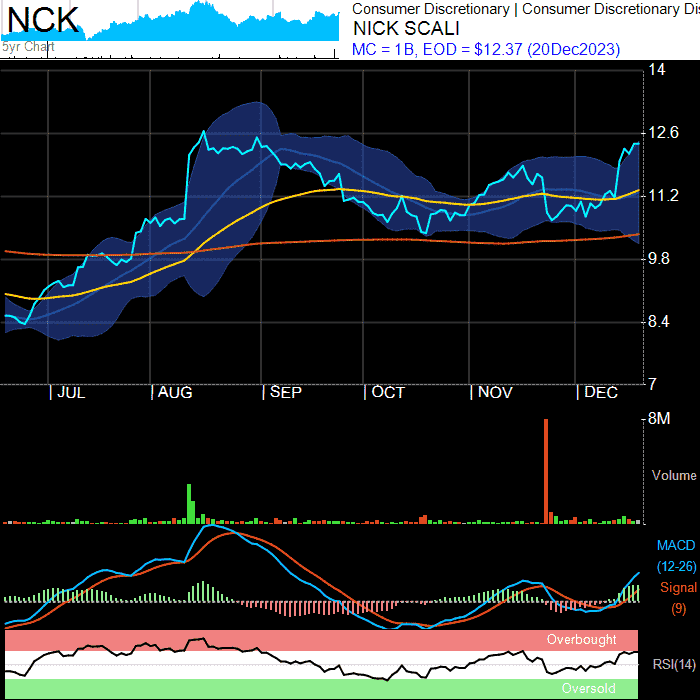 NCK
5yr Chart
Consumer Discretionary | Consumer Discretionary Dis
NICK SCALI
MC = 1B, EOD = $12.37 (20Dec2023)
14
12.6
11.2
9.8
8.4
7
| JUL | AUG | SEP | OCT | NOV | DEC
8M
Volume
MACD
(12-26)
Signal
(9)
Overbought
RSI(14)
Oversold